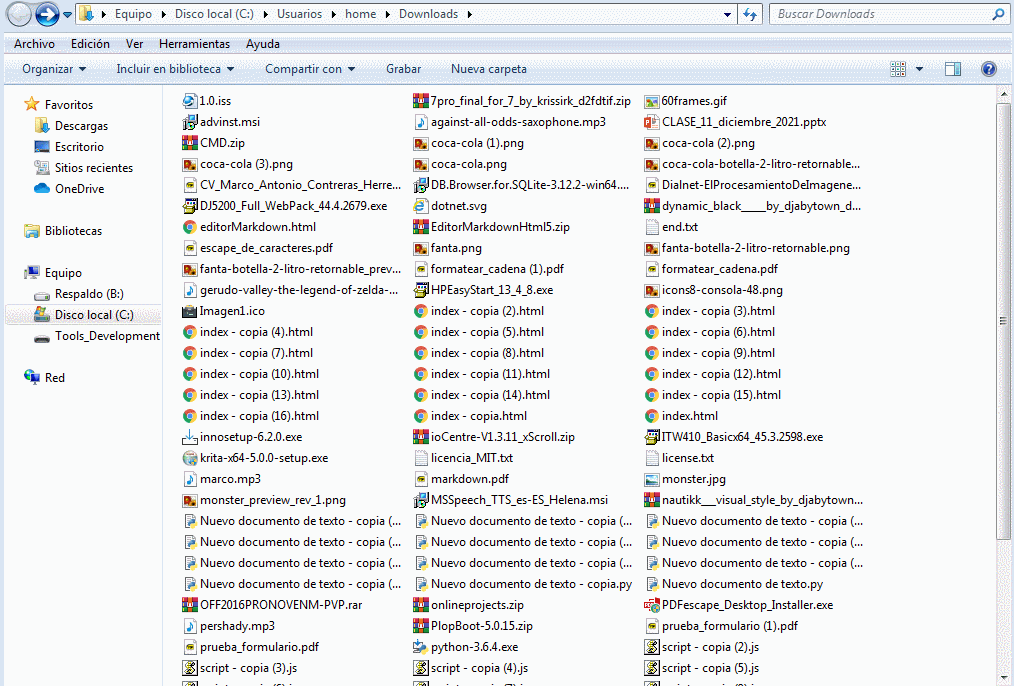 Equipo Disco local (C:) Usuarios home Downloads Buscar Downloads
Archivo Edición Ver Herramientas Ayuda
Organizar Incluir en biblioteca Compartir con Grabar Nueva carpeta
Favoritos
Descargas
Escritorio
Sitios recientes
OneDrive
Bibliotecas
Equipo
Respaldo (B:)
Disco local (C:)
Tools_Development
Red
1.0.iss 7pro_final_for_7_by_krissirk_d2fdtif.zip 60frames.gif
advinst.msi against-all-odds-saxophone.mp3 CLASE_11_diciembre_2021.pptx
CMD.zip coca-cola (1).png coca-cola (2).png
coca-cola (3).png coca-cola.png coca-cola-botella-2-litro-retornable...
CV_Marco_Antonio_Contreras_Herre... DB.Browser.for.SQLite-3.12.2-win64.... Dialnet-ElProcesamientoDeImagene...
DJ5200_Full_WebPack_44.4.2679.exe dotnet.svg dynamic_black____by_djabytown_d...
editorMarkdown.html EditorMarkdownHtml5.zip end.txt
escape_de_caracteres.pdf fanta.png fanta-botella-2-litro-retornable.png
fanta-botella-2-litro-retornable_prev... formatear_cadena (1).pdf formatear_cadena.pdf
gerudo-valley-the-legend-of-zelda-... HPEasyStart_13_4_8.exe icons8-consola-48.png
Imagen1.ico index - copia (2).html index - copia (3).html
index - copia (4).html index - copia (5).html index - copia (6).html
index - copia (7).html index - copia (8).html index - copia (9).html
index - copia (10).html index - copia (11).html index - copia (12).html
index - copia (13).html index - copia (14).html index - copia (15).html
index - copia (16).html index - copia.html index.html
innosetup-6.2.0.exe ioCentre-V1.3.11_xScroll.zip ITW410_Basicx64_45.3.2598.exe
krita-x64-5.0.0-setup.exe licencia_MIT.txt license.txt
marco.mp3 markdown.pdf monster.jpg
monster_preview_rev_1.png MSSpeech_TTS_es-ES_Helena.msi nautikk___visual_style_by_djabytown...
Nuevo documento de texto - copia (... Nuevo documento de texto - copia (... Nuevo documento de texto - copia (...
Nuevo documento de texto - copia (... Nuevo documento de texto - copia (... Nuevo documento de texto - copia (...
Nuevo documento de texto - copia (... Nuevo documento de texto - copia (... Nuevo documento de texto - copia (...
Nuevo documento de texto - copia (... Nuevo documento de texto - copia.py Nuevo documento de texto.py
OFF2016PRONOVENM-PVP.rar onlineprojects.zip PDFescape_Desktop_Installer.exe
pershady.mp3 PlopBoot-5.0.15.zip prueba_formulario (1).pdf
prueba_formulario.pdf python-3.6.4.exe script - copia (2).js
script - copia (3).js script - copia (4).js script - copia (5).js